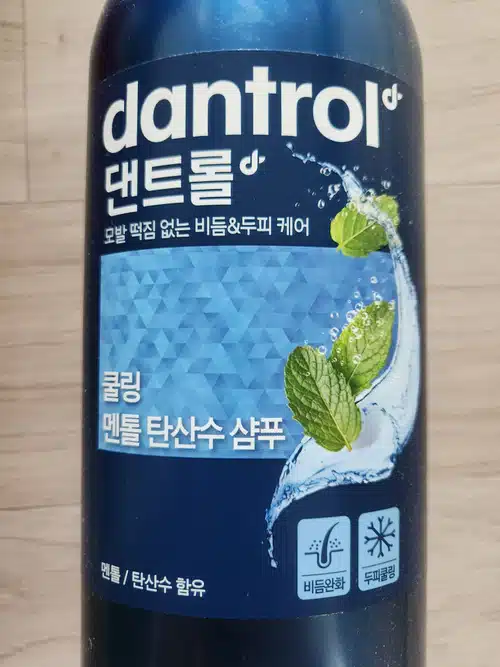 dantrol
댄트롤
모발 떡짐 없는 비듬&두피 케어
쿨링
멘톨 탄산수 샴푸
멘톨 / 탄산수 함유
비듬완화
두피쿨링